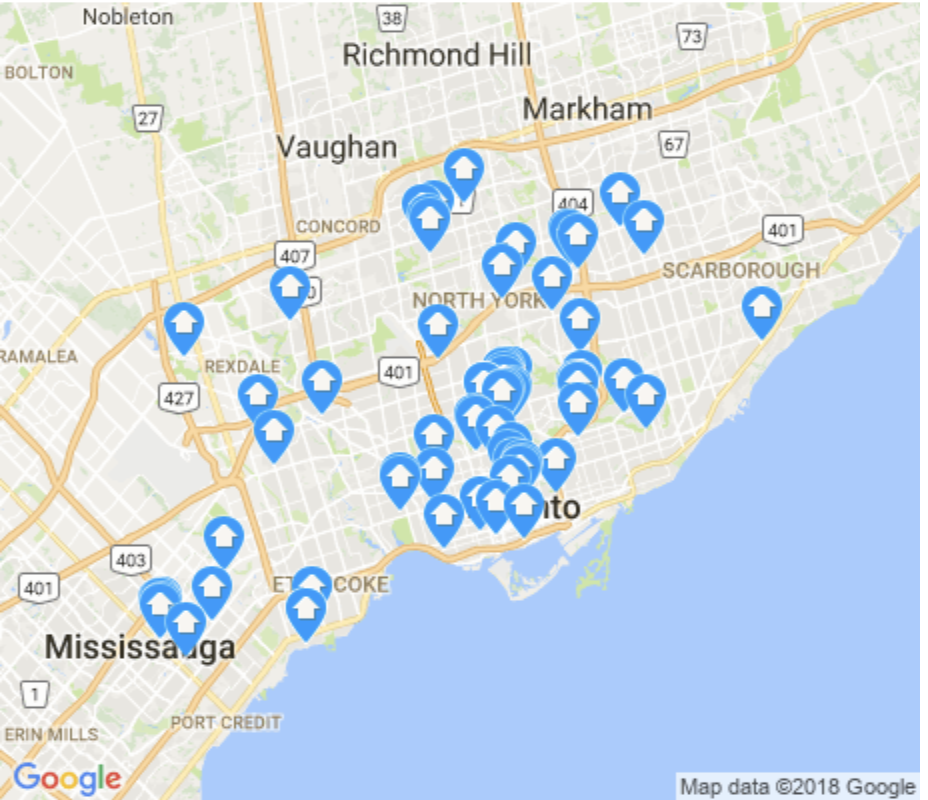 Nobleton
38
73
Richmond Hill
BOLTON
27
Markham
Vaughan
67
404
CONCORD
401
407
SCARBOROUGH
NORTH YORK
RAMALEA
REXDALE
401
427
nto
403
401
ET COKE
Mississauga
1
PORT CREDIT
ERIN MILLS
Google
Map data ©2018 Google